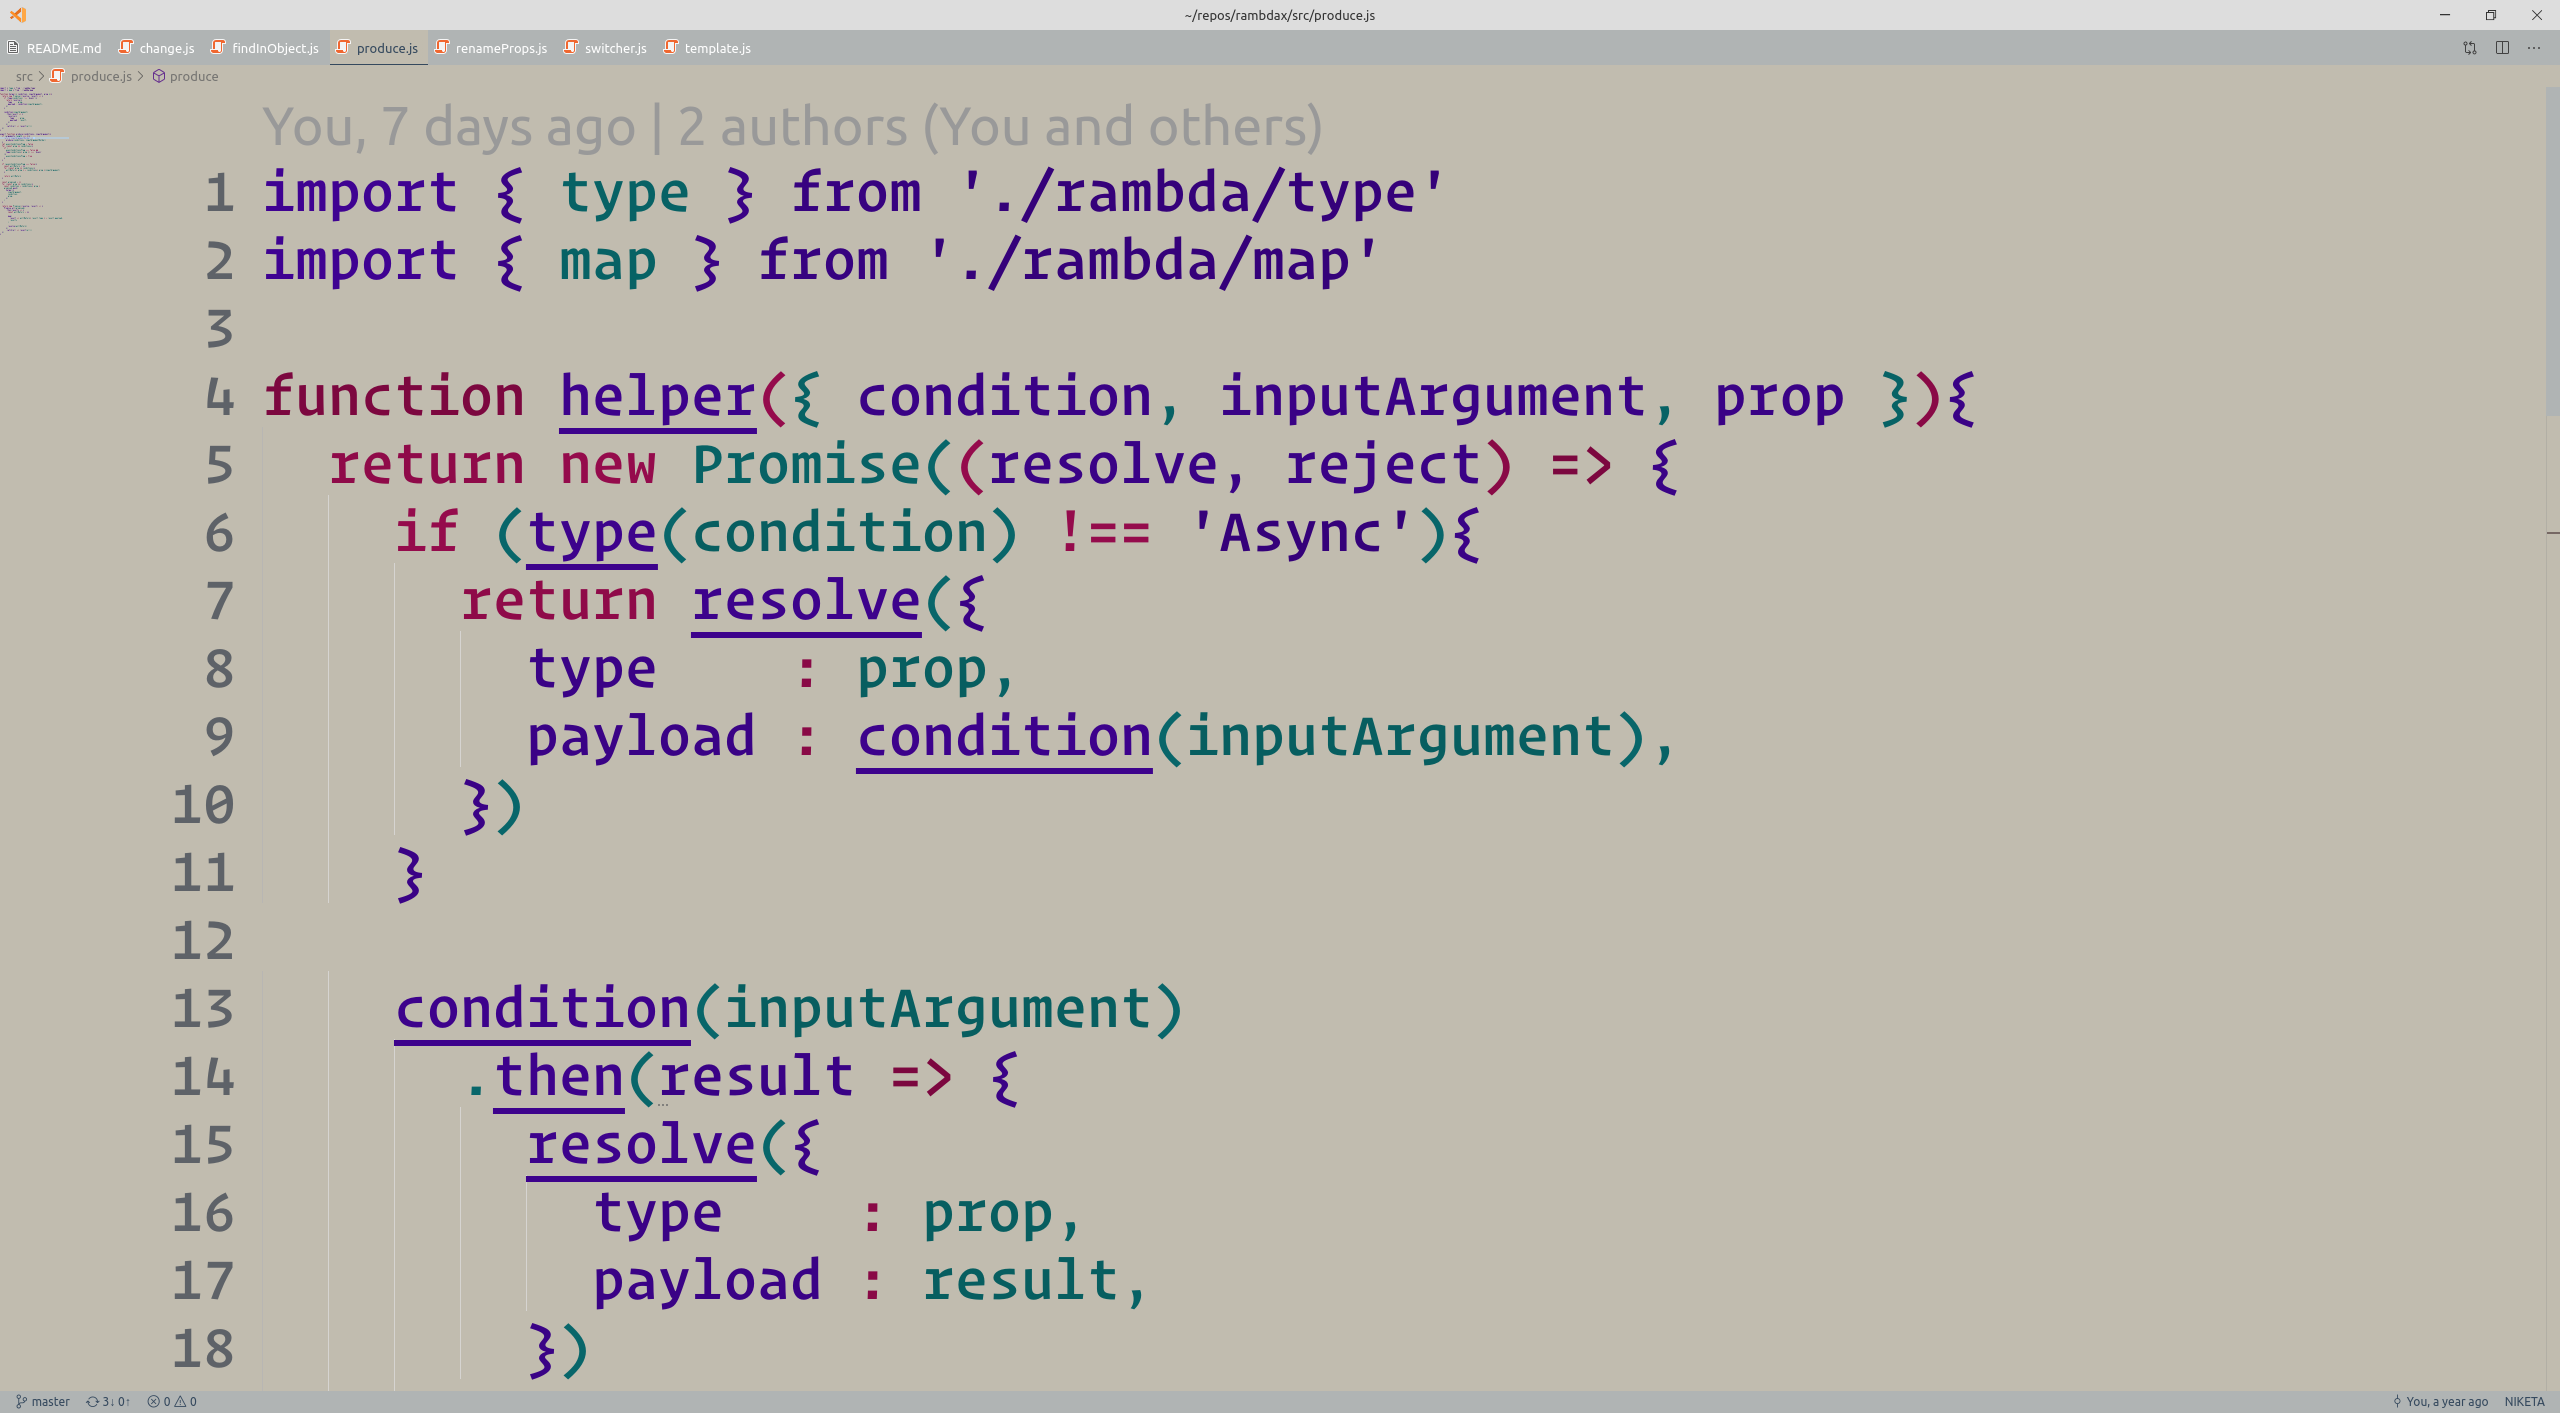 ~/repos/rambdax/src/produce.js
README.md change.js findInObject.js produce.js renameProps.js switcher.js template.js
src > produce.js > produce
You, 7 days ago | 2 authors (You and others)
1 import { type } from './rambda/type'
2 import { map } from './rambda/map'
3
4 function helper({ condition, inputArgument, prop }){
5   return new Promise((resolve, reject) => {
6     if (type(condition) !== 'Async'){
7       return resolve({
8         type    : prop,
9         payload : condition(inputArgument),
10       })
11     }
12
13     condition(inputArgument)
14       .then(result => {
15         resolve({
16           type    : prop,
17           payload : result,
18         })
master 3↓ 0↑ 0 0 You, a year ago NIKETA